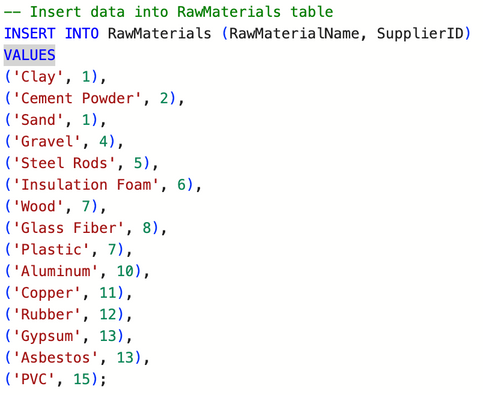 -- Insert data into RawMaterials table
INSERT INTO RawMaterials (RawMaterialName, SupplierID)
VALUES
('Clay', 1),
('Cement Powder', 2),
('Sand', 1),
('Gravel', 4),
('Steel Rods', 5),
('Insulation Foam', 6),
('Wood', 7),
('Glass Fiber', 8),
('Plastic', 7),
('Aluminum', 10),
('Copper', 11),
('Rubber', 12),
('Gypsum', 13),
('Asbestos', 13),
('PVC', 15);